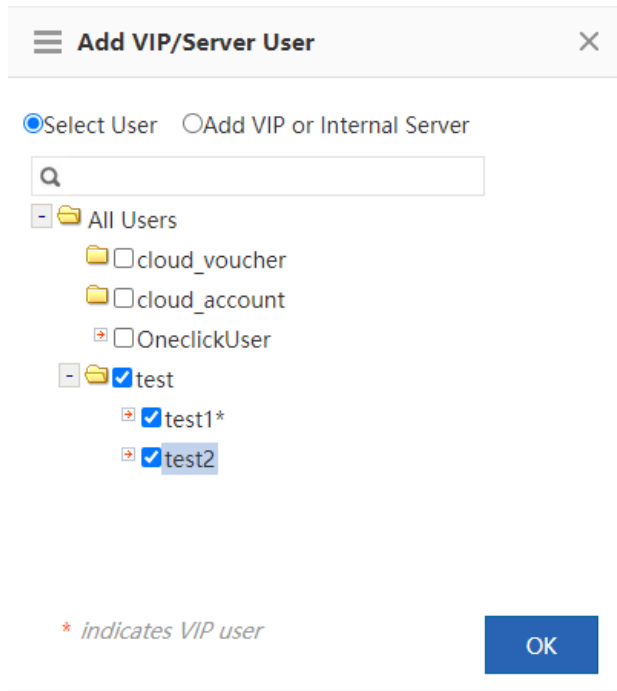 Add VIP/Server User
Select User Add VIP or Internal Server
All Users
cloud_voucher
cloud_account
OneclickUser
test
test1*
test2
* indicates VIP user
OK